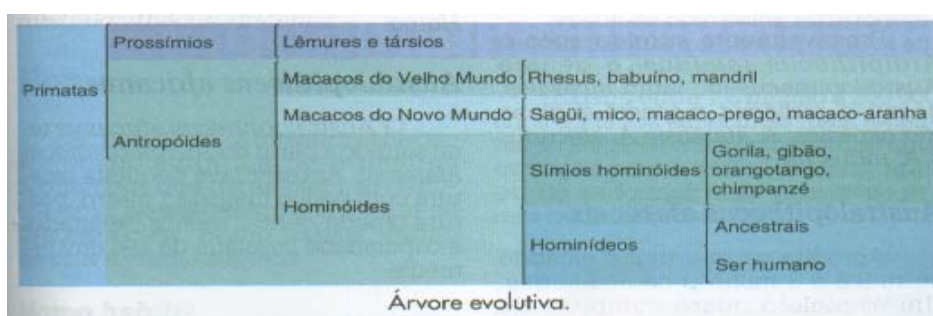 Primatas
Prossímios
Lêmures e társios
Antropóides
Macacos do Velho Mundo
Rhesus, babuíno, mandril
Macacos do Novo Mundo
Sagüi, mico, macaco-prego, macaco-aranha
Hominóides
Símios hominóides
Gorila, gibão,
orangotango,
chimpanzé
Hominídeos
Ancestrais
Ser humano
Árvore evolutiva.